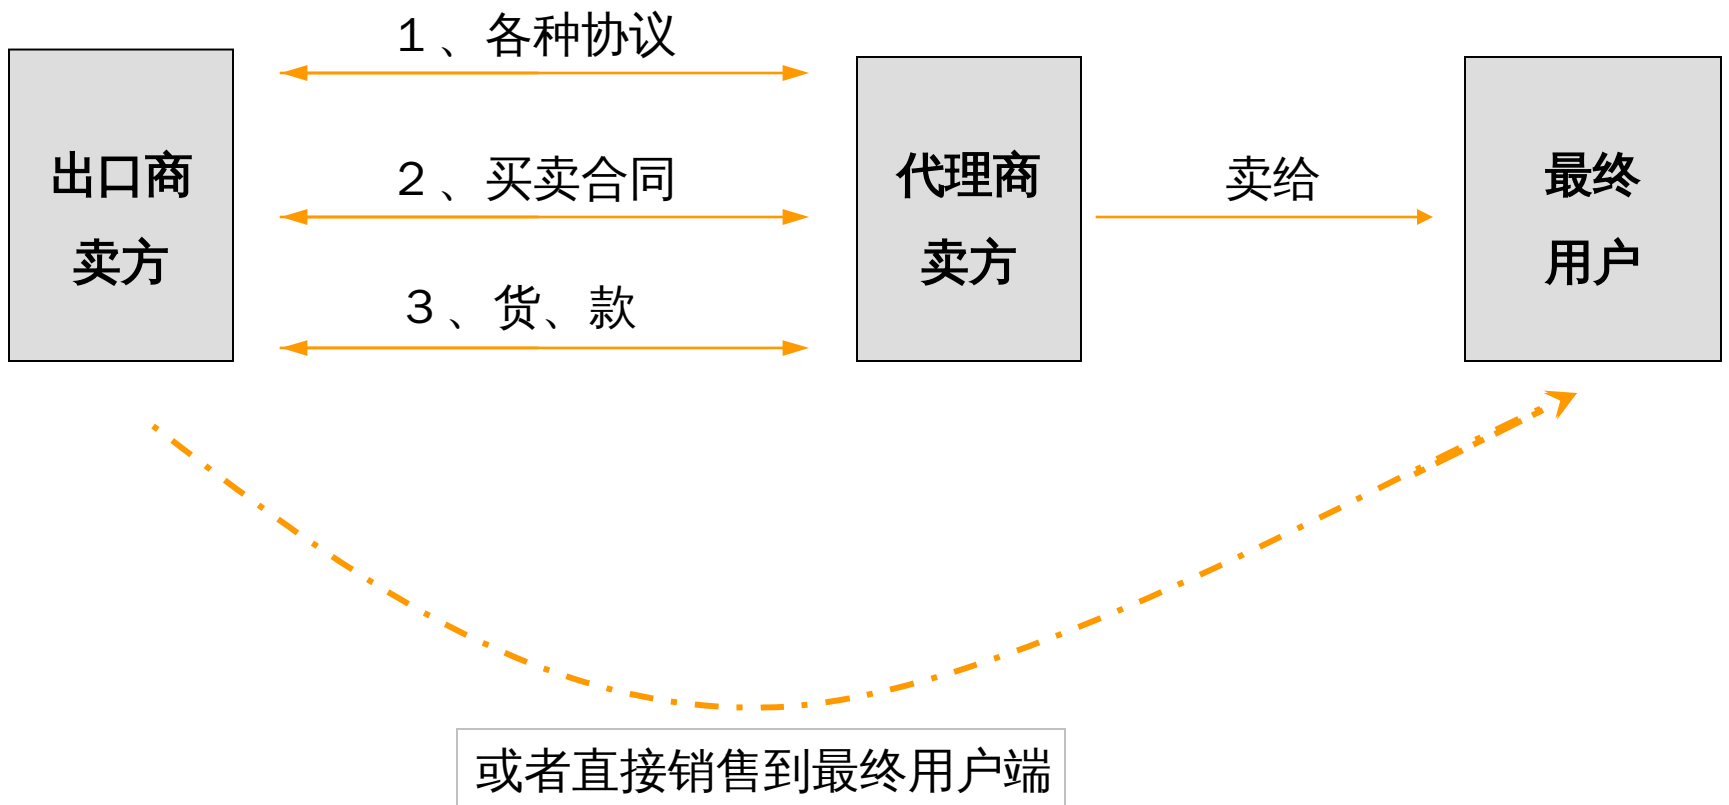 １、各种协议
出口商
卖方
２、买卖合同
３、货、款
代理商
卖方
卖给
最终
用户
或者直接销售到最终用户端